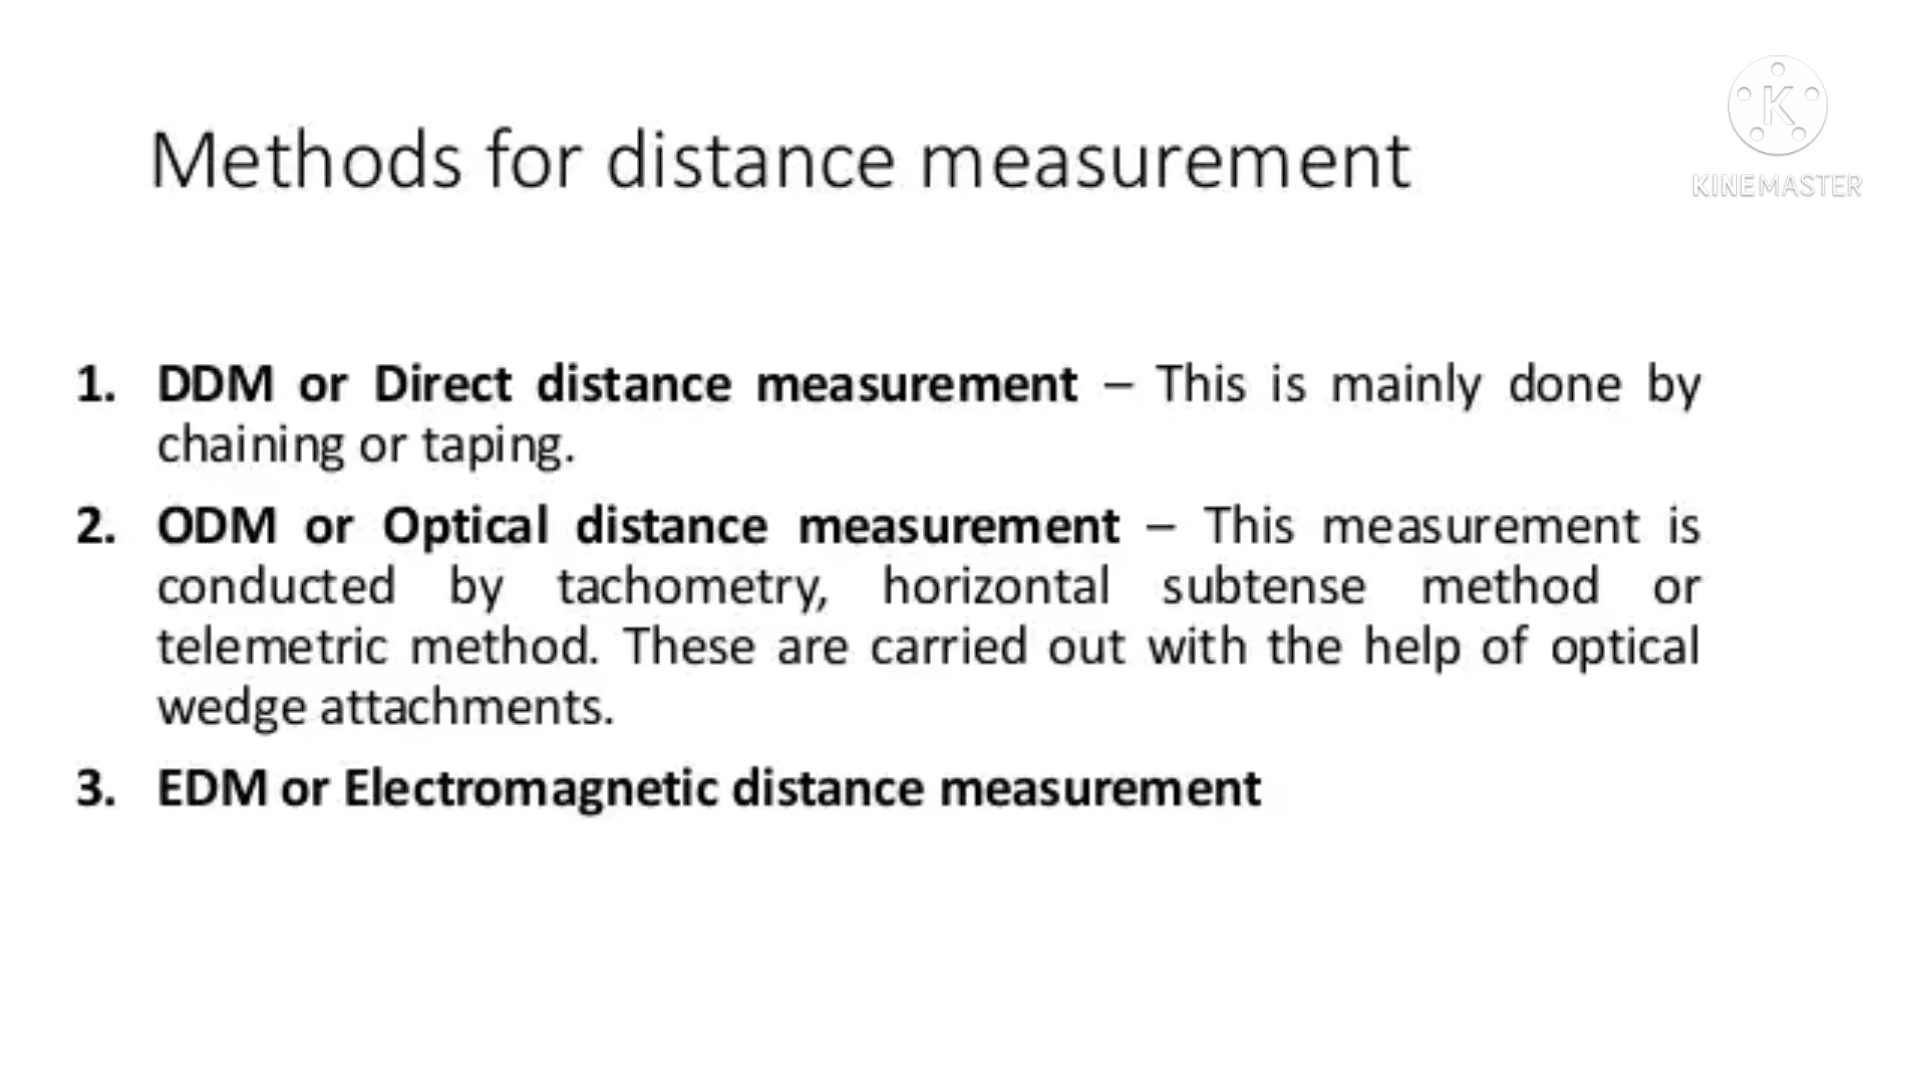 K
KINEMASTER
Methods for distance measurement
1. DDM or Direct distance measurement – This is mainly done by
chaining or taping.
2. ODM or Optical distance measurement – This measurement is
conducted by tachometry, horizontal subtense method or
telemetric method. These are carried out with the help of optical
wedge attachments.
3. EDM or Electromagnetic distance measurement